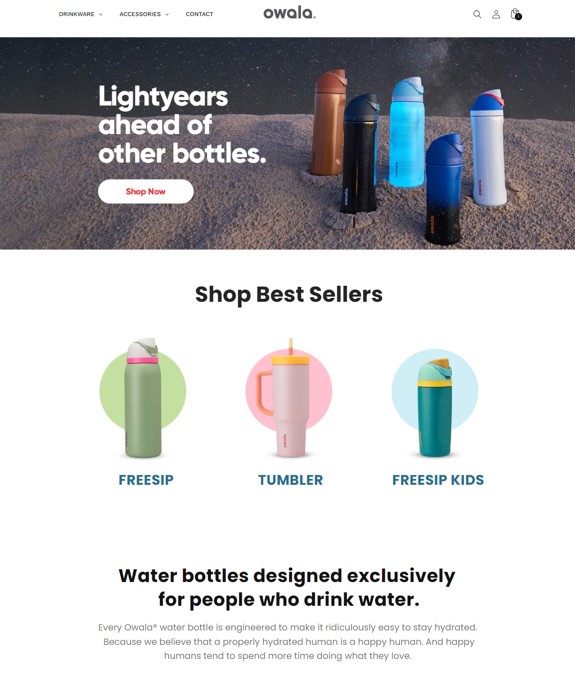 DRINKWARE
ACCESSORIES
CONTACT
owala.
1
Lightyears
ahead of
other bottles.
Shop Now
Shop Best Sellers
FREESIP
TUMBLER
FREESIP KIDS
Water bottles designed exclusively
for people who drink water.
Every Owala® water bottle is engineered to make it ridiculously easy to stay hydrated.
Because we believe that a properly hydrated human is a happy human. And happy
humans tend to spend more time doing what they love.